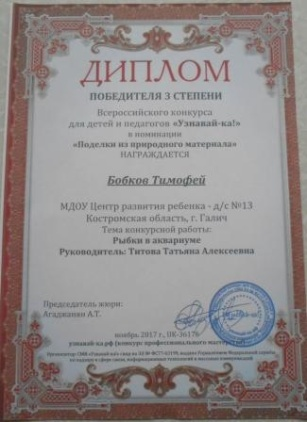 ДИПЛОМ
ПОБЕДИТЕЛЯ 3 СТЕПЕНИ
Всероссийского конкурса
для детей и педагогов «Узнавай-ка!»
в номинации
«Поделки из природного материала»
НАГРАЖДАЕТСЯ
Бобков Тимофей
МДОУ Центр развития ребенка - д/с №13
Костромская область, г. Галич
Тема конкурсной работы:
Рыбки в аквариуме
Руководитель: Титова Татьяна Алексеевна
Председатель жюри:
Агаджанян А.Т.
ноябрь 2017 г
узнавай-ка.рф (конкурс профессионального мастерства)